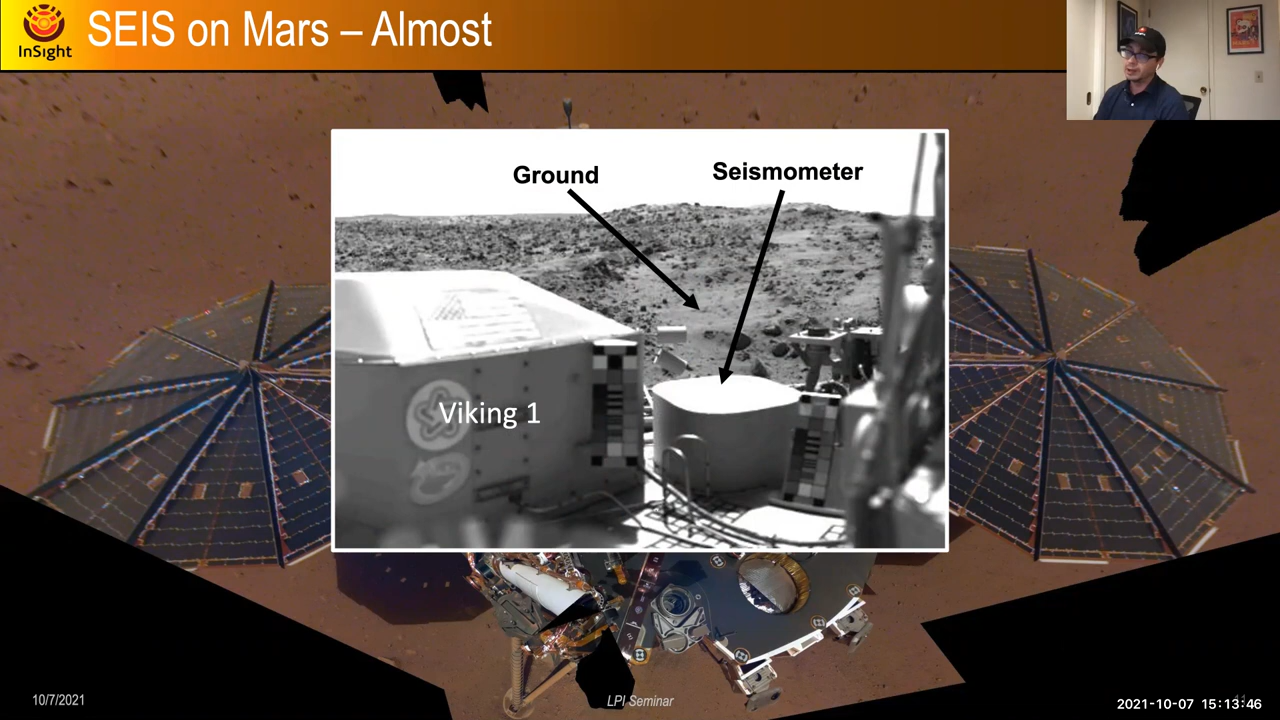 InSight
SEIS on Mars – Almost
Ground
Seismometer
Viking 1
10/7/2021
LPI Seminar
2021-10-07 15:13:46